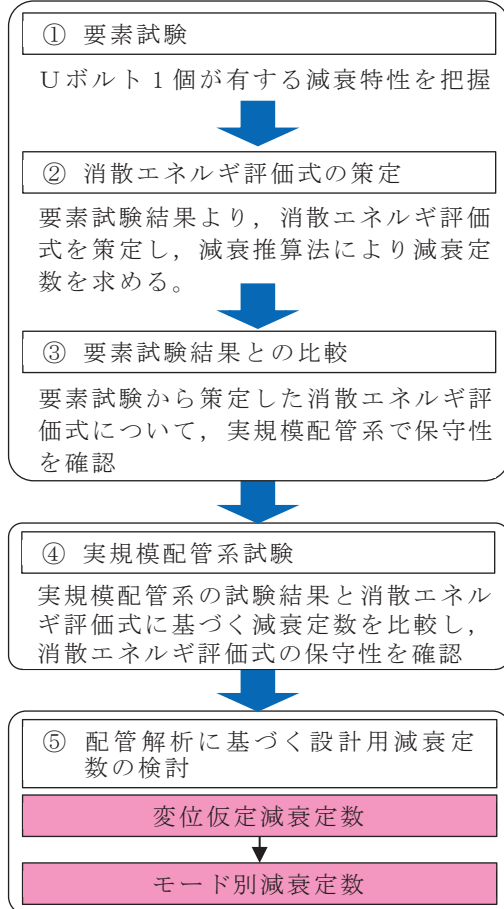 ① 要素試験
Uボルト1個が有する減衰特性を把握
② 消散エネルギ評価式の策定
要素試験結果より，消散エネルギ評価
式を策定し，減衰推算法により減衰定
数を求める。
③ 要素試験結果との比較
要素試験から策定した消散エネルギ評
価式について，実規模配管系で保守性
を確認
④ 実規模配管系試験
実規模配管系の試験結果と消散エネル
ギ評価式に基づく減衰定数を比較し，
消散エネルギ評価式の保守性を確認
⑤ 配管解析に基づく設計用減衰定
数の検討
変位仮定減衰定数
モード別減衰定数